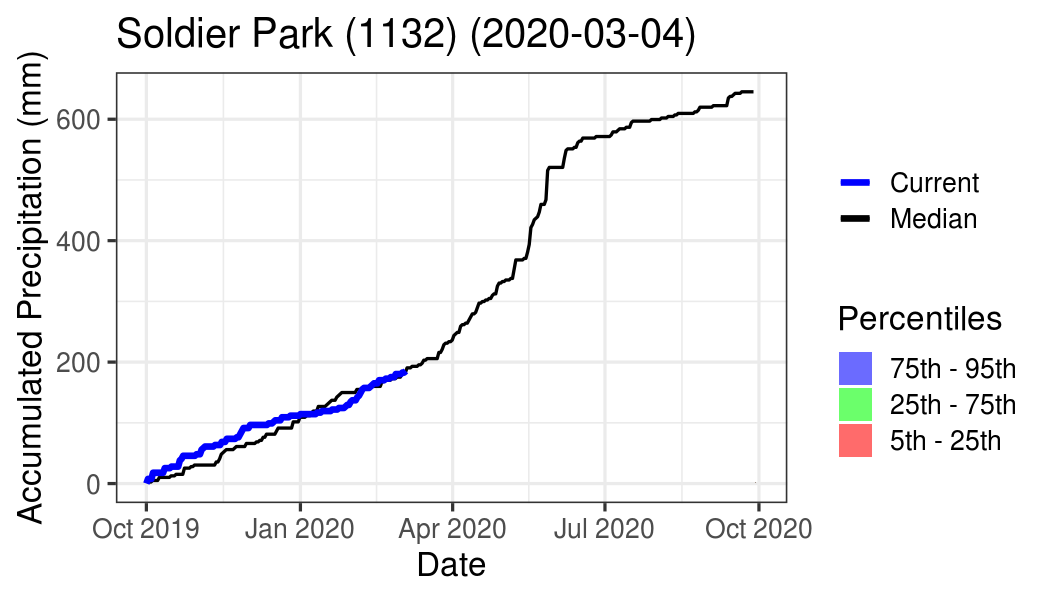 Soldier Park (1132) (2020-03-04)
Accumulated Precipitation (mm)
600
400
200
0
Oct 2019
Jan 2020
Apr 2020
Jul 2020
Oct 2020
Date
Current
Median
Percentiles
75th - 95th
25th - 75th
5th - 25th